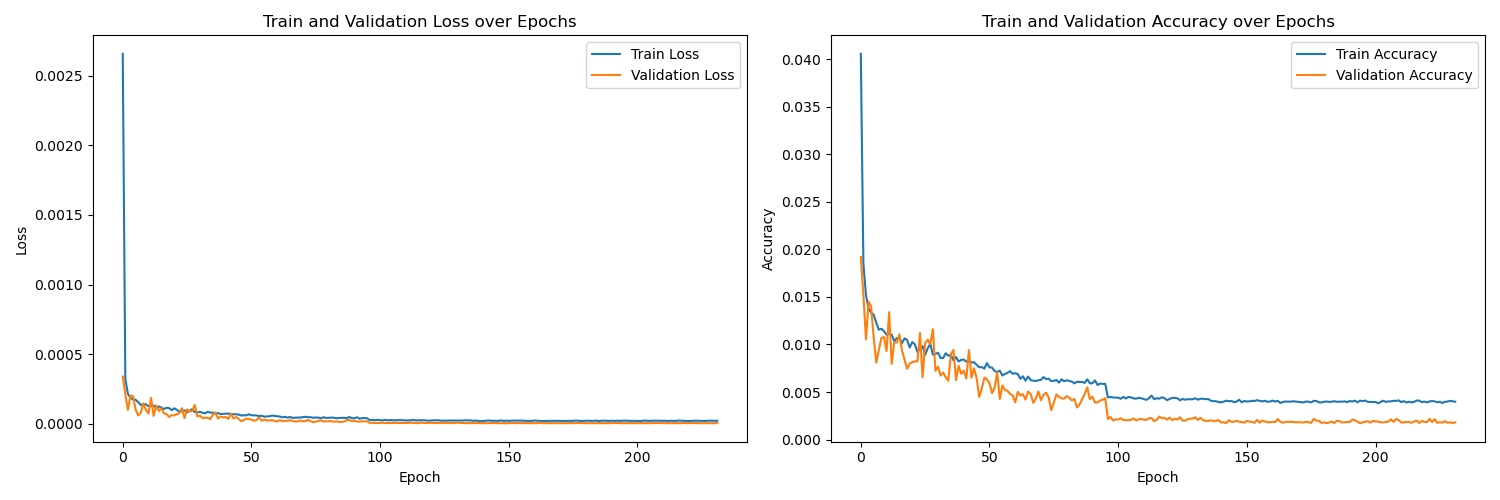 Train and Validation Loss over Epochs
Train Loss
Validation Loss
0.0025
0.0020
0.0015
0.0010
0.0005
0.0000
Loss
0 50 100 150 200
Epoch
Train and Validation Accuracy over Epochs
Train Accuracy
Validation Accuracy
0.040
0.035
0.030
0.025
0.020
0.015
0.010
0.005
0.000
Accuracy
0 50 100 150 200
Epoch